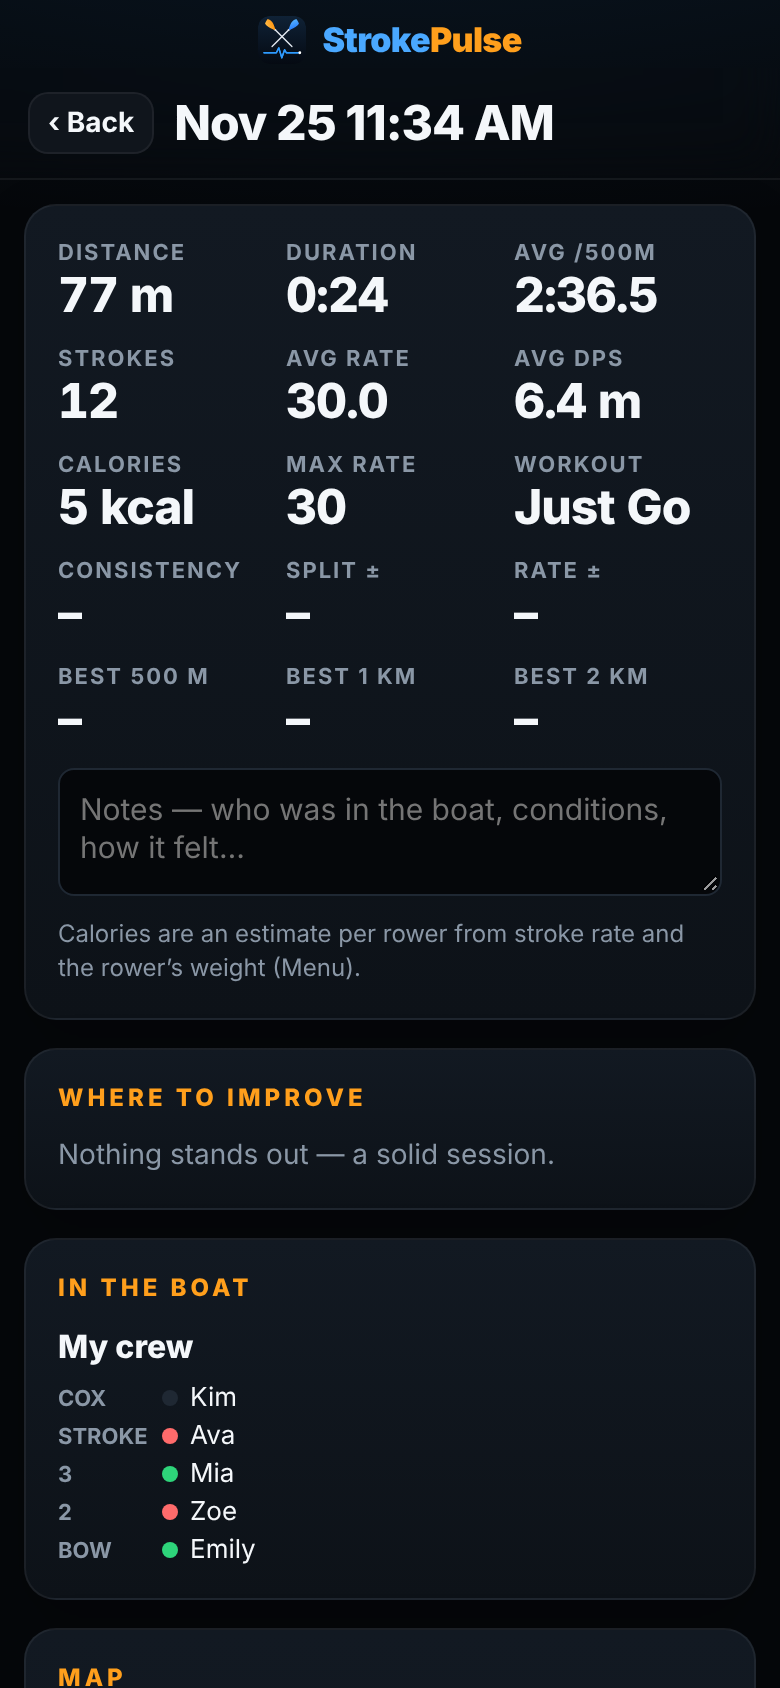 StrokePulse
‹ Back Nov 25 11:34 AM
DISTANCE DURATION AVG /500M
77 m 0:24 2:36.5
STROKES AVG RATE AVG DPS
12 30.0 6.4 m
CALORIES MAX RATE WORKOUT
5 kcal 30 Just Go
CONSISTENCY SPLIT ± RATE ±
– – –
BEST 500 M BEST 1 KM BEST 2 KM
– – –
Notes — who was in the boat, conditions,
how it felt...
Calories are an estimate per rower from stroke rate and
the rower’s weight (Menu).
WHERE TO IMPROVE
Nothing stands out — a solid session.
IN THE BOAT
My crew
COX Kim
STROKE Ava
3 Mia
2 Zoe
BOW Emily
MAP